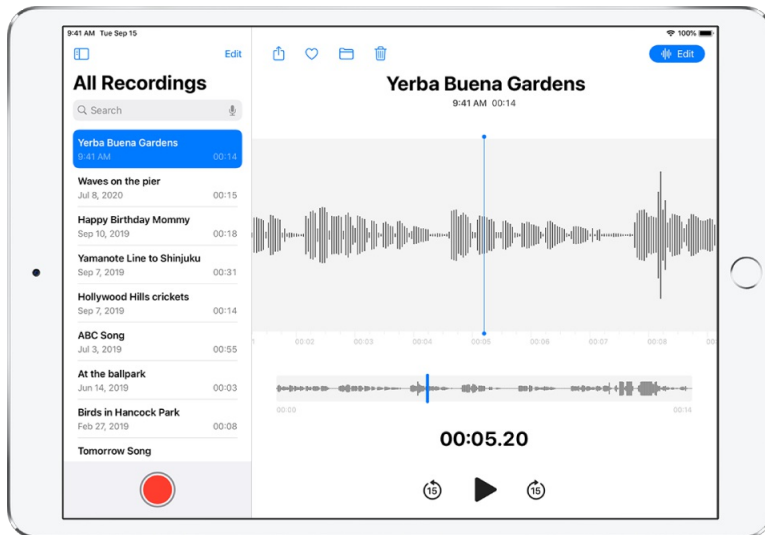 9:41 AM Tue Sep 15
100%
Edit
Edit
All Recordings
Search
Yerba Buena Gardens
9:41 AM 00:14
Waves on the pier
Jul 8, 2020 00:15
Happy Birthday Mommy
Sep 10, 2019 00:18
Yamanote Line to Shinjuku
Sep 7, 2019 00:31
Hollywood Hills crickets
Sep 7, 2019 00:14
ABC Song
Jul 3, 2019 00:55
At the ballpark
Jun 14, 2019 00:03
Birds in Hancock Park
Feb 27, 2019 00:08
Tomorrow Song
Yerba Buena Gardens
9:41 AM 00:14
00:02 00:03 00:04 00:05 00:06 00:07 00:08
00:00
00:05.20
15 15